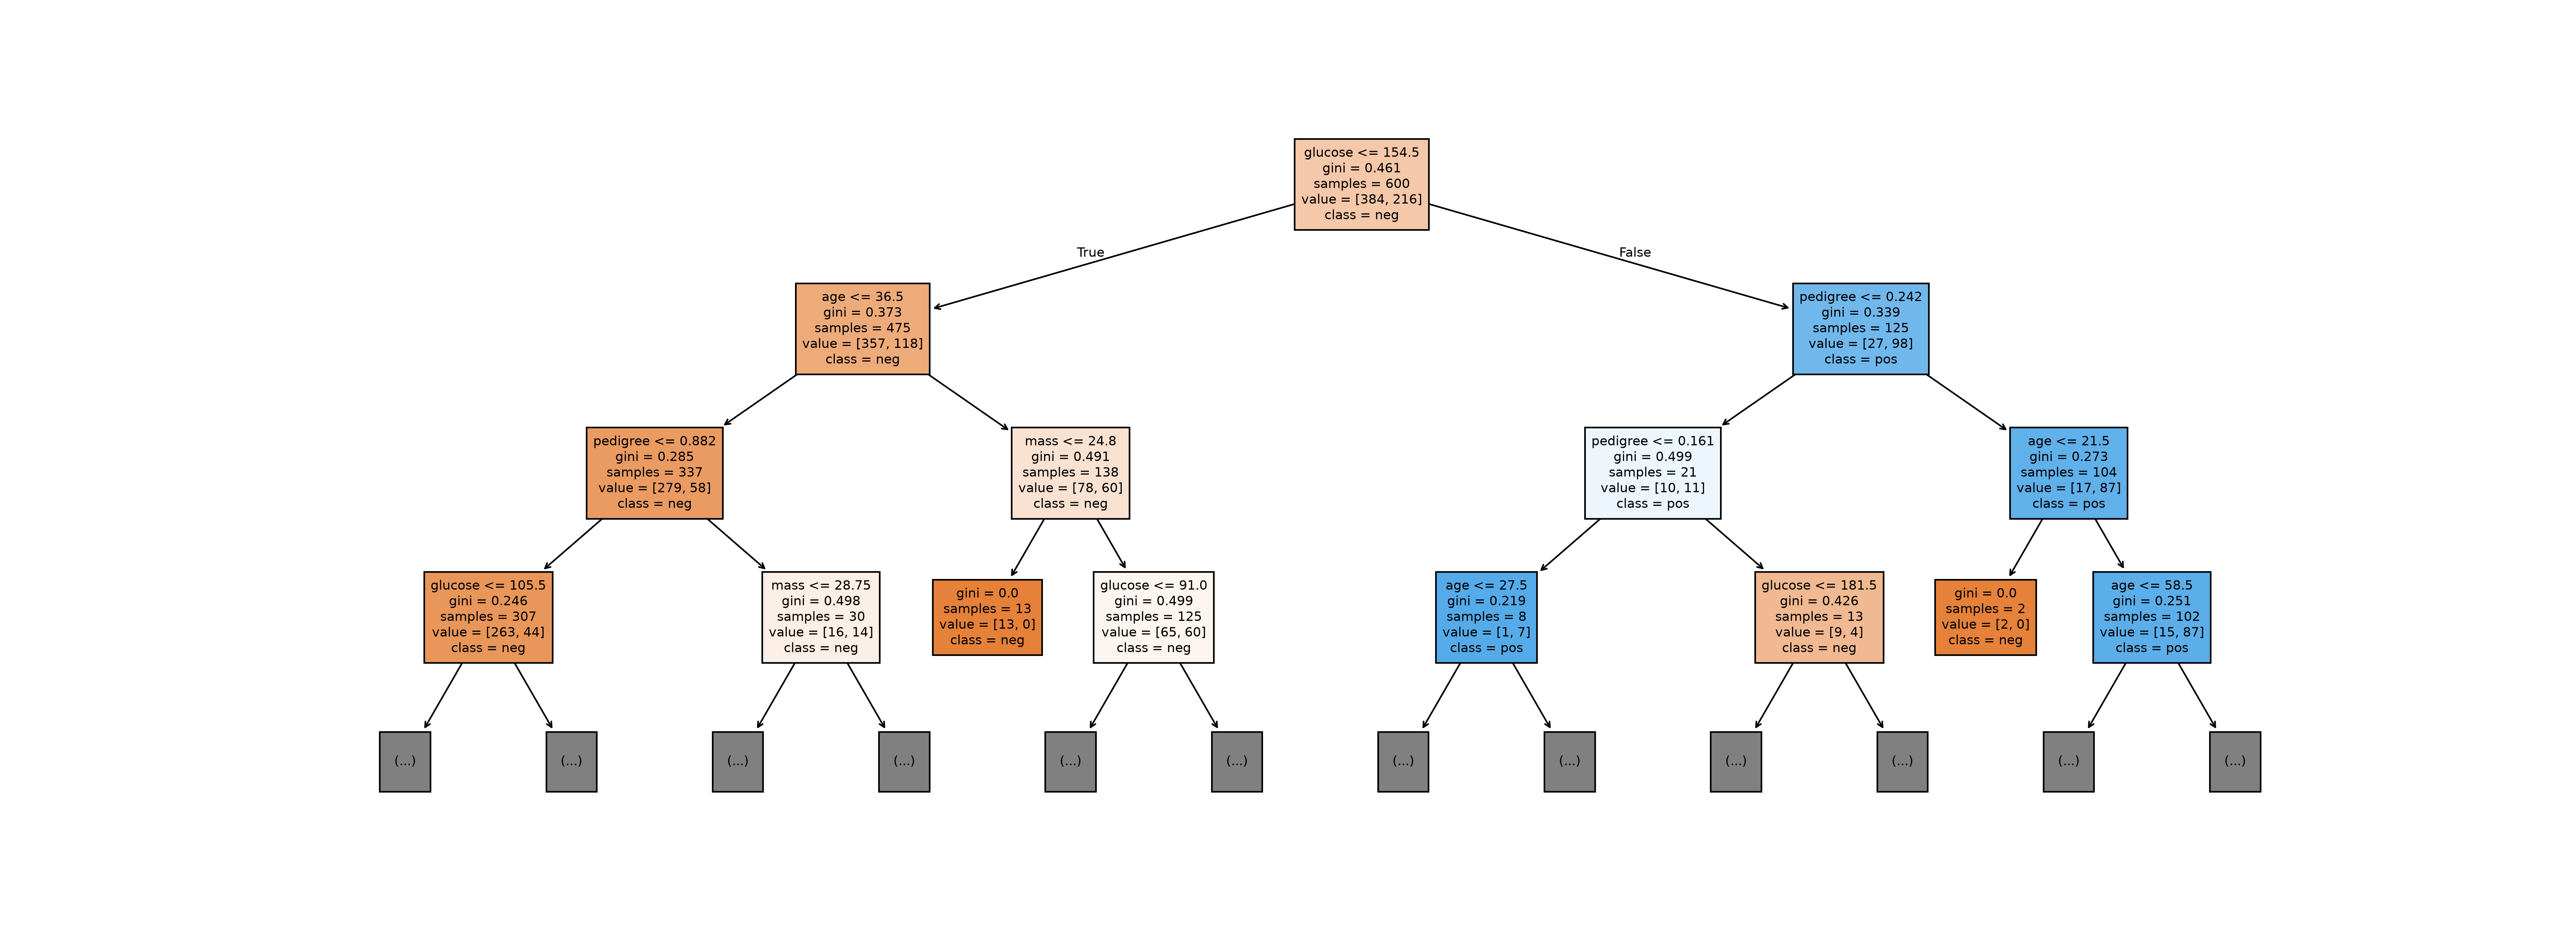 glucose <= 154.5
gini = 0.461
samples = 600
value = [384, 216]
class = neg
True
False
age <= 36.5
gini = 0.373
samples = 475
value = [357, 118]
class = neg
pedigree <= 0.242
gini = 0.339
samples = 125
value = [27, 98]
class = pos
pedigree <= 0.882
gini = 0.285
samples = 337
value = [279, 58]
class = neg
mass <= 24.8
gini = 0.491
samples = 138
value = [78, 60]
class = neg
pedigree <= 0.161
gini = 0.499
samples = 21
value = [10, 11]
class = pos
age <= 21.5
gini = 0.273
samples = 104
value = [17, 87]
class = pos
glucose <= 105.5
gini = 0.246
samples = 307
value = [263, 44]
class = neg
mass <= 28.75
gini = 0.498
samples = 30
value = [16, 14]
class = neg
gini = 0.0
samples = 13
value = [13, 0]
class = neg
glucose <= 91.0
gini = 0.499
samples = 125
value = [65, 60]
class = neg
age <= 27.5
gini = 0.219
samples = 8
value = [1, 7]
class = pos
glucose <= 181.5
gini = 0.426
samples = 13
value = [9, 4]
class = neg
gini = 0.0
samples = 2
value = [2, 0]
class = neg
age <= 58.5
gini = 0.251
samples = 102
value = [15, 87]
class = pos
(...)
(...)
(...)
(...)
(...)
(...)
(...)
(...)
(...)
(...)
(...)
(...)